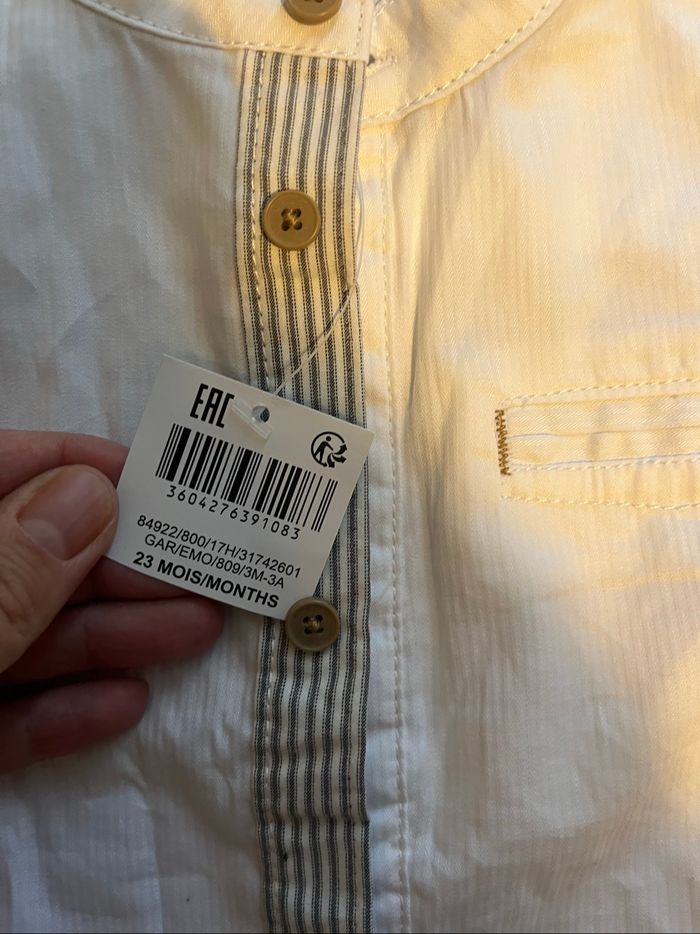 EAC
3604276391083
84922/800/17H/31742601
GAR/EMO/809/3M-3A
23 MOIS/MONTHS